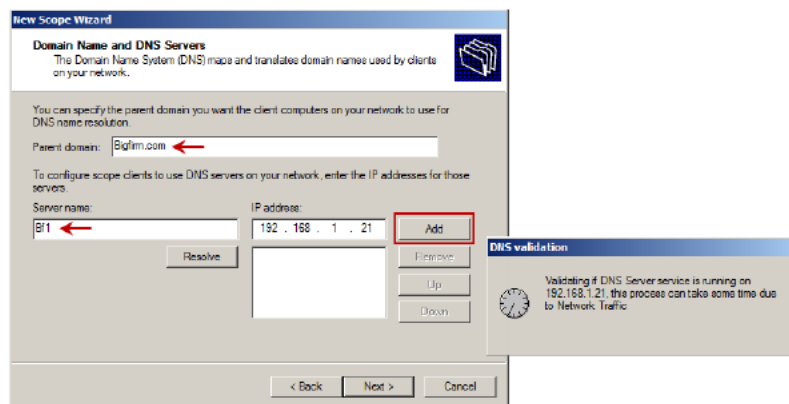 New Scope Wizard
Domain Name and DNS Servers
The Domain Name System (DNS) maps and translates domain names used by clients
on your network.
You can specify the parent domain you want the client computers on your network to use for
DNS name resolution.
Parent domain: Bigfirm.com
To configure scope clients to use DNS servers on your network, enter the IP addresses for those
servers.
Server name: IP address:
Bf1 192 . 168 . 1 . 21 Add
Resolve Remove
Up
Down
DNS validation
Validating if DNS Server service is running on
192.168.1.21, this process can take some time due
to Network Traffic
< Back Next > Cancel